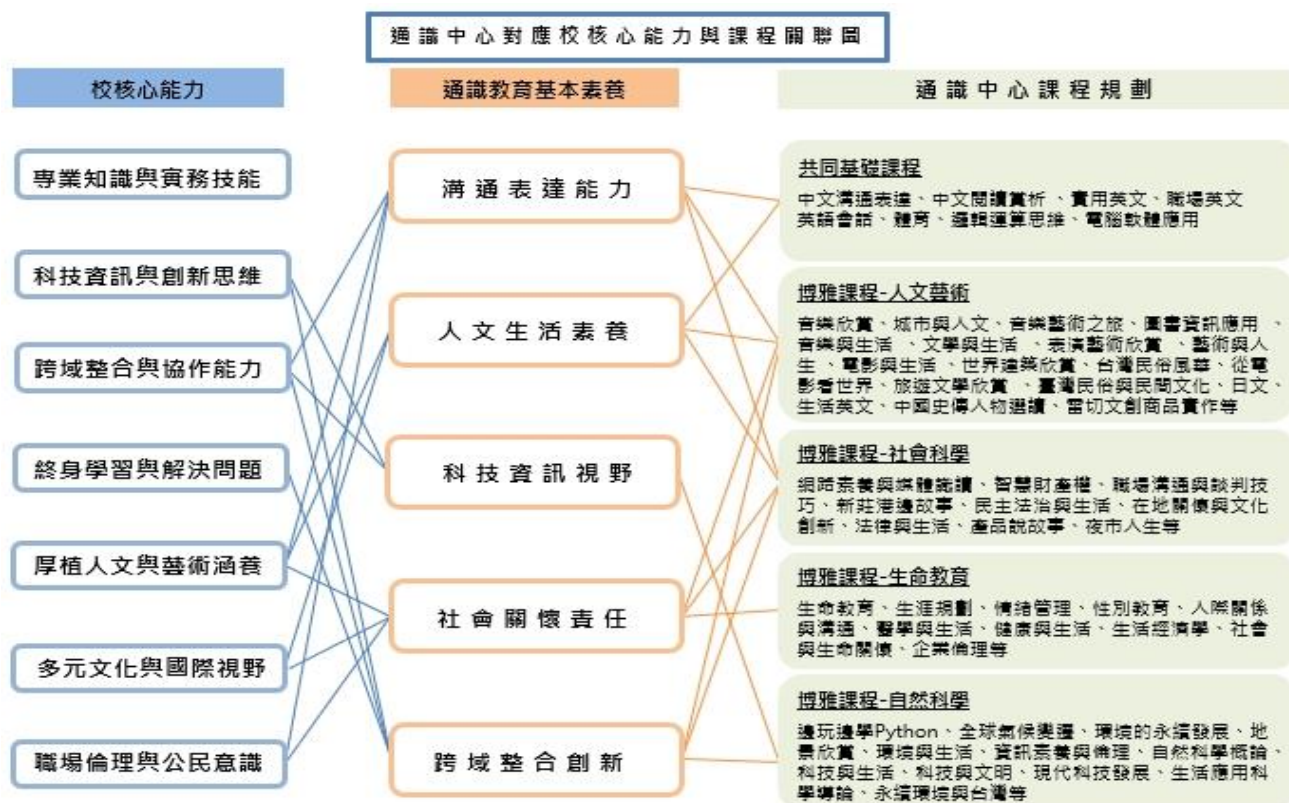 通識中心對應校核心能力與課程關聯圖
校核心能力
專業知識與實務技能
科技資訊與創新思維
跨域整合與協作能力
終身學習與解決問題
厚植人文與藝術涵養
多元文化與國際視野
職場倫理與公民意識
通識教育基本素養
溝通表達能力
人文生活素養
科技資訊視野
社會關懷責任
跨域整合創新
通識中心課程規劃
共同基礎課程
中文溝通表達、中文閱讀賞析 、實用英文、職場英文
英語會話、體育、邏輯運算思維、電腦軟體應用
博雅課程-人文藝術
音樂欣賞、城市與人文、音樂藝術之旅、圖書資訊應用 、
音樂與生活 、文學與生活 、表演藝術欣賞 、藝術與人
生 、電影與生活 、世界建築欣賞、台灣民俗風華、從電
影看世界、旅遊文學欣賞 、臺灣民俗與民間文化、日文、
生活英文、中國史傳人物選讀、雷切文創商品實作等
博雅課程-社會科學
網路素養與媒體識讀、智慧財產權、職場溝通與談判技
巧、新莊港邊故事、民主法治與生活、在地關懷與文化
創新、法律與生活、產品說故事、夜市人生等
博雅課程-生命教育
生命教育、生涯規劃、情緒管理、性別教育、人際關係
與溝通、醫學與生活、健康與生活、生活經濟學、社會
與生命關懷、企業倫理等
博雅課程-自然科學
邊玩邊學Python、全球氣候變遷、環境的永續發展、地
景欣賞、環境與生活、資訊素養與倫理、自然科學概論、
科技與生活、科技與文明、現代科技發展、生活應用科
學導論、永續環境與台灣等